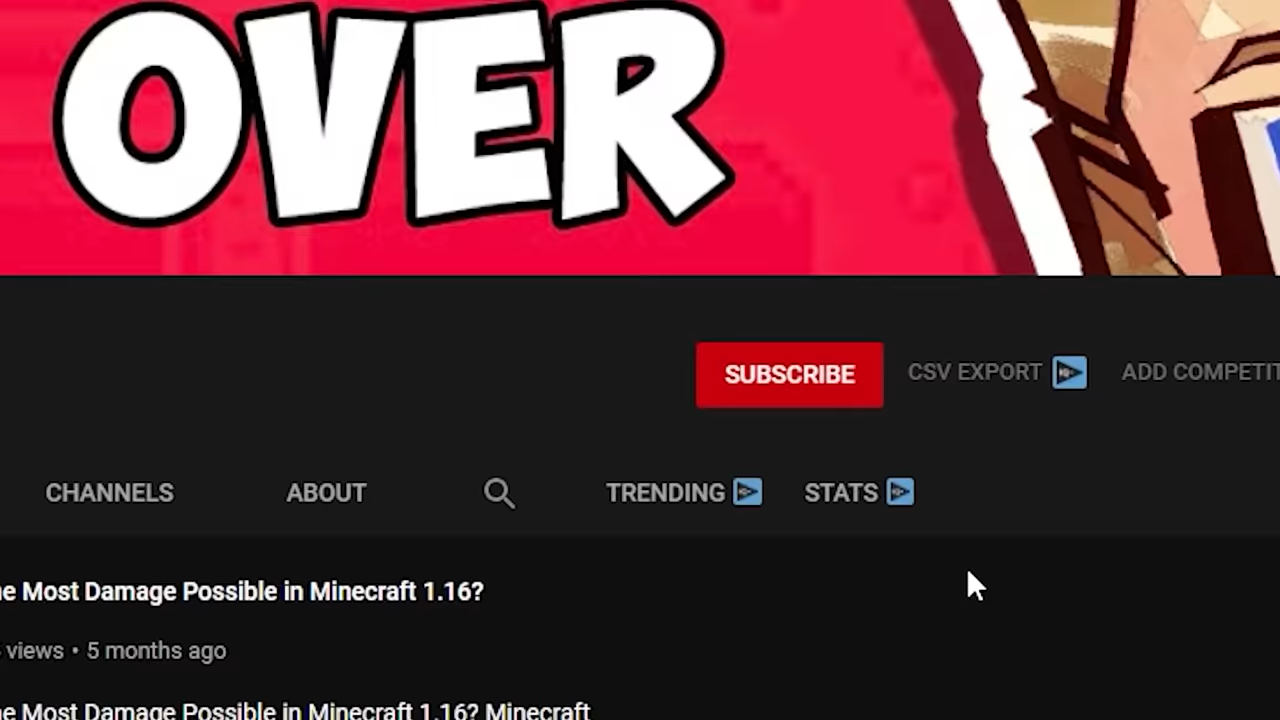 OVER
SUBSCRIBE CSV EXPORT ADD COMPETIT
CHANNELS ABOUT TRENDING STATS
e Most Damage Possible in Minecraft 1.16?
views • 5 months ago
e Most Damage Possible in Minecraft 1.16? Minecraft